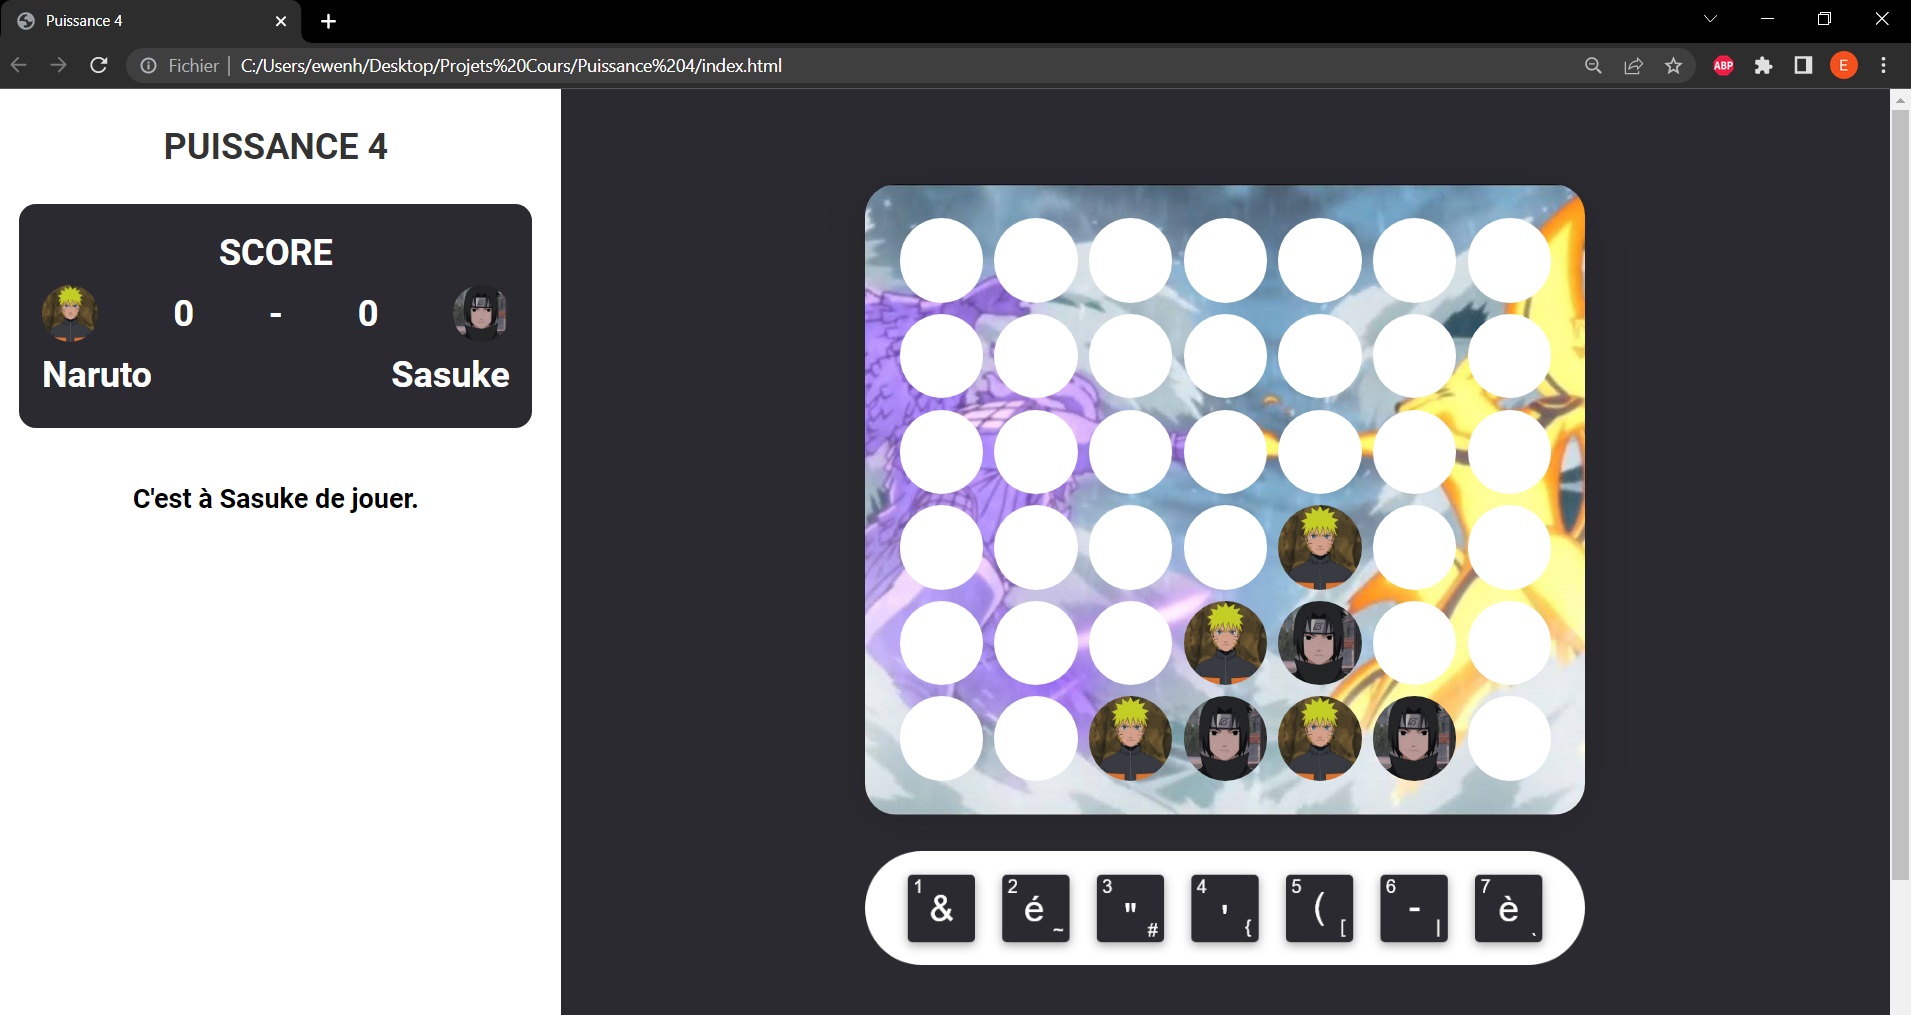 Puissance 4
Fichier
C:/Users/ewenh/Desktop/Projets%20Cours/Puissance%204/index.html
ABP
E
PUISSANCE 4
SCORE
0 - 0
Naruto
Sasuke
C'est à Sasuke de jouer.
1 &
2 é ~
3 " #
4 ' {
5 ( [
6 - |
7 è `